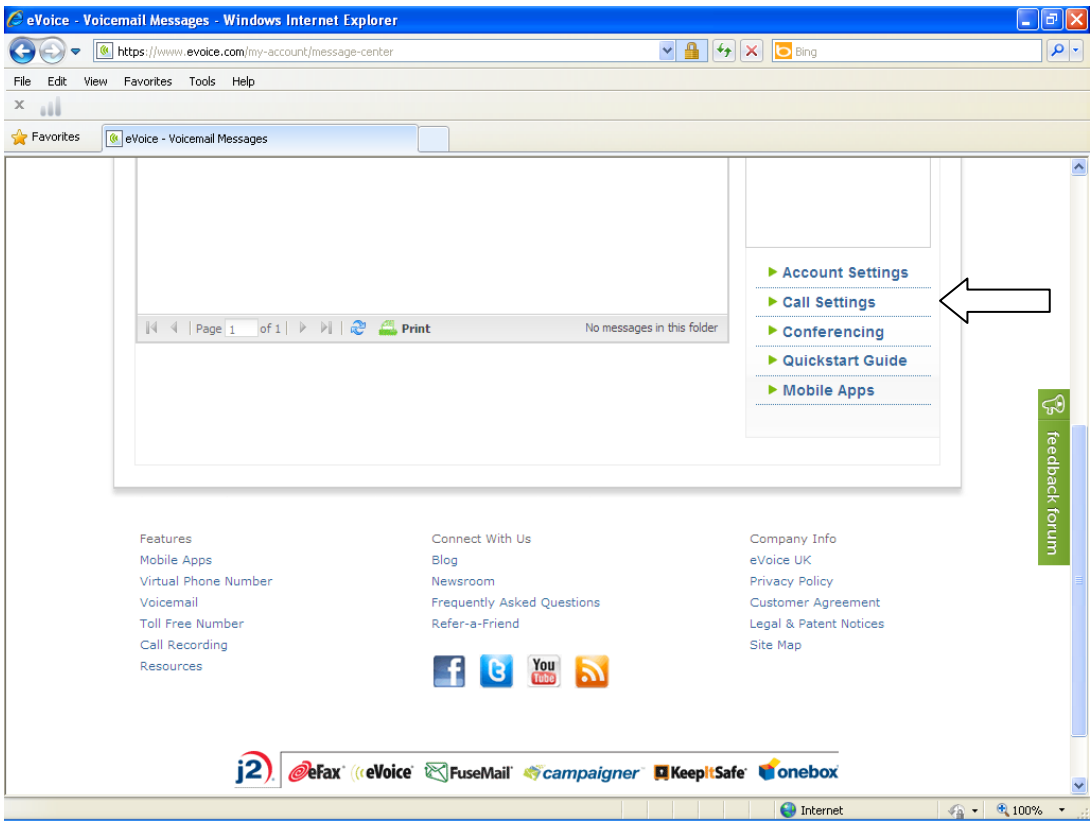 eVoice - Voicemail Messages - Windows Internet Explorer
https://www.evoice.com/my-account/message-center
Bing
File Edit View Favorites Tools Help
x
Favorites
eVoice - Voicemail Messages
Account Settings
Call Settings
Page 1 of 1 Print No messages in this folder
Conferencing
Quickstart Guide
Mobile Apps
feedback forum
Features
Mobile Apps
Virtual Phone Number
Voicemail
Toll Free Number
Call Recording
Resources
Connect With Us
Blog
Newsroom
Frequently Asked Questions
Refer-a-Friend
Company Info
eVoice UK
Privacy Policy
Customer Agreement
Legal & Patent Notices
Site Map
f
You
Tube
j2 eFax eVoice FuseMail campaigner KeepItSafe onebox
Internet 100%